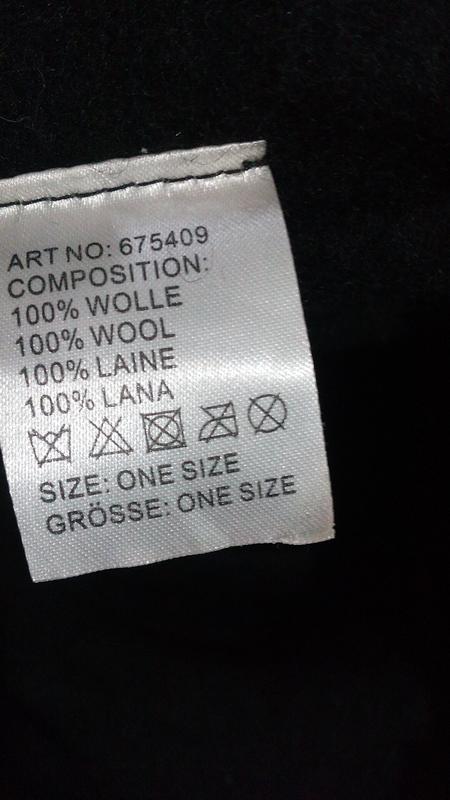 ART NO: 675409
COMPOSITION:
100% WOLLE
100% WOOL
100% LAINE
100% LANA
SIZE: ONE SIZE
GRÖSSE: ONE SIZE